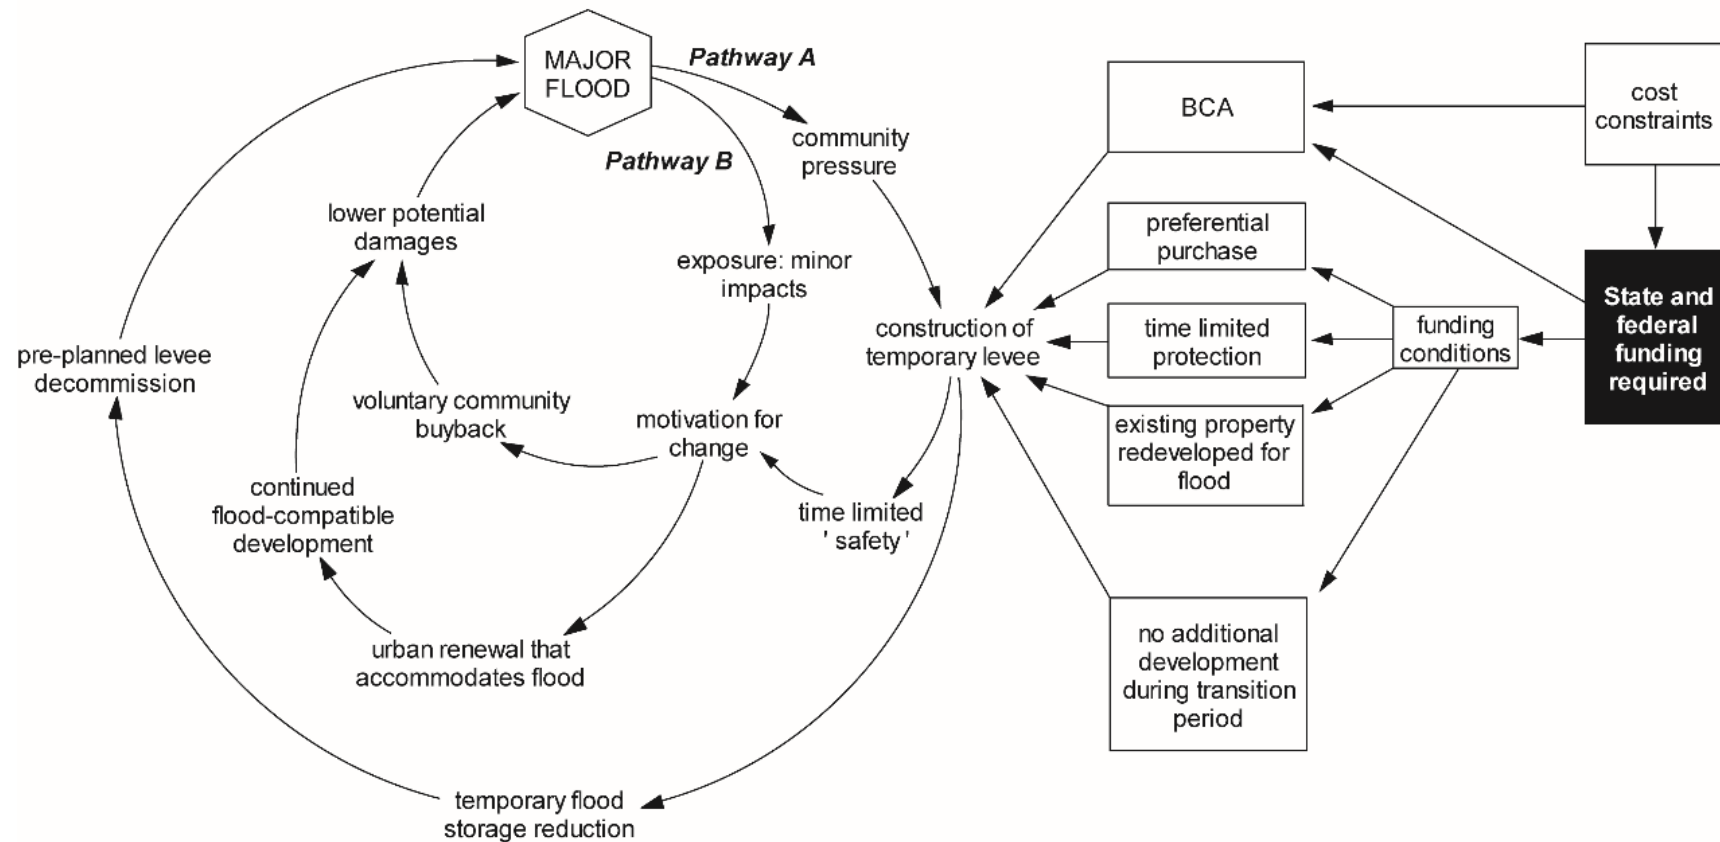 MAJOR
FLOOD
Pathway A
Pathway B
community
pressure
exposure: minor
impacts
lower potential
damages
pre-planned levee
decommission
voluntary community
buyback
motivation for
change
construction of
temporary levee
time limited
' safety '
continued
flood-compatible
development
urban renewal that
accommodates flood
temporary flood
storage reduction
BCA
cost
constraints
preferential
purchase
time limited
protection
existing property
redeveloped for
flood
funding
conditions
State and
federal
funding
required
no additional
development
during transition
period